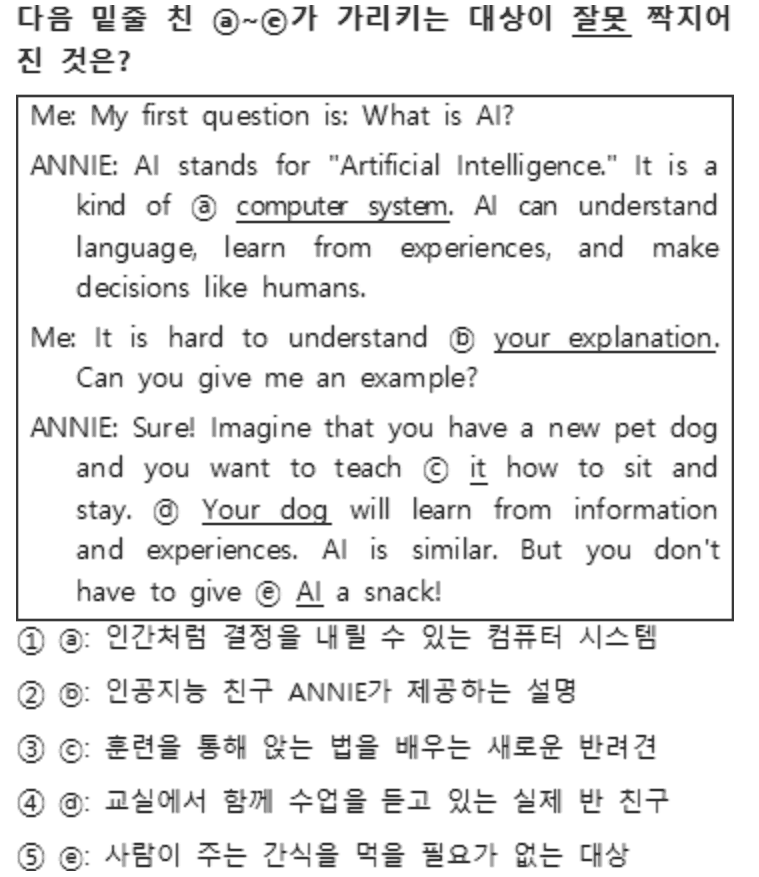 다음 밑줄 친 ⓐ~ⓔ가 가리키는 대상이 잘못 짝지어
진 것은?
Me: My first question is: What is AI?
ANNIE: AI stands for "Artificial Intelligence." It is a
kind of ⓐ computer system. AI can understand
language, learn from experiences, and make
decisions like humans.
Me: It is hard to understand ⓑ your explanation.
Can you give me an example?
ANNIE: Sure! Imagine that you have a new pet dog
and you want to teach ⓒ it how to sit and
stay. ⓓ Your dog will learn from information
and experiences. AI is similar. But you don't
have to give ⓔ AI a snack!
① ⓐ: 인간처럼 결정을 내릴 수 있는 컴퓨터 시스템
② ⓑ: 인공지능 친구 ANNIE가 제공하는 설명
③ ⓒ: 훈련을 통해 앉는 법을 배우는 새로운 반려견
④ ⓓ: 교실에서 함께 수업을 듣고 있는 실제 반 친구
⑤ ⓔ: 사람이 주는 간식을 먹을 필요가 없는 대상